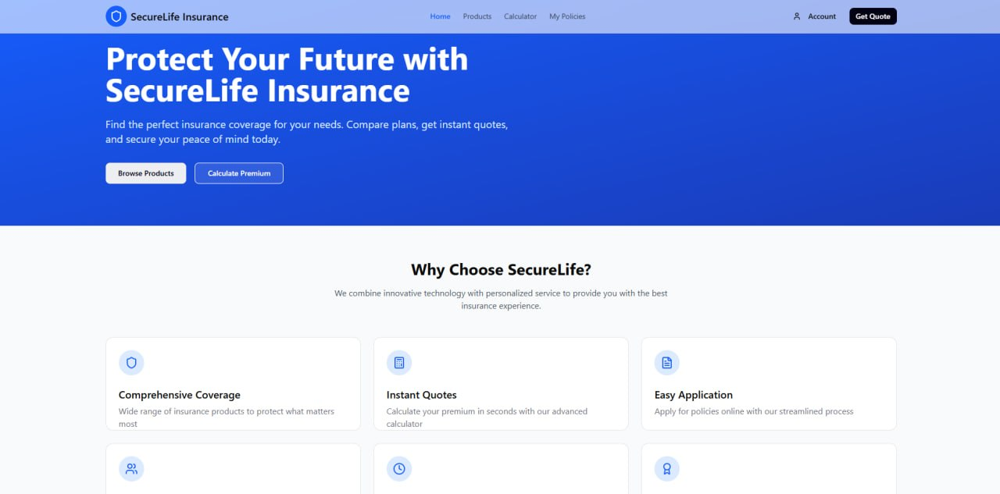 SecureLife Insurance
Home
Products
Calculator
My Policies
Account
Get Quote
Protect Your Future with
SecureLife Insurance
Find the perfect insurance coverage for your needs. Compare plans, get instant quotes,
and secure your peace of mind today.
Browse Products
Calculate Premium
Why Choose SecureLife?
We combine innovative technology with personalized service to provide you with the best
insurance experience.
Comprehensive Coverage
Wide range of insurance products to protect what matters
most
Instant Quotes
Calculate your premium in seconds with our advanced
calculator
Easy Application
Apply for policies online with our streamlined process